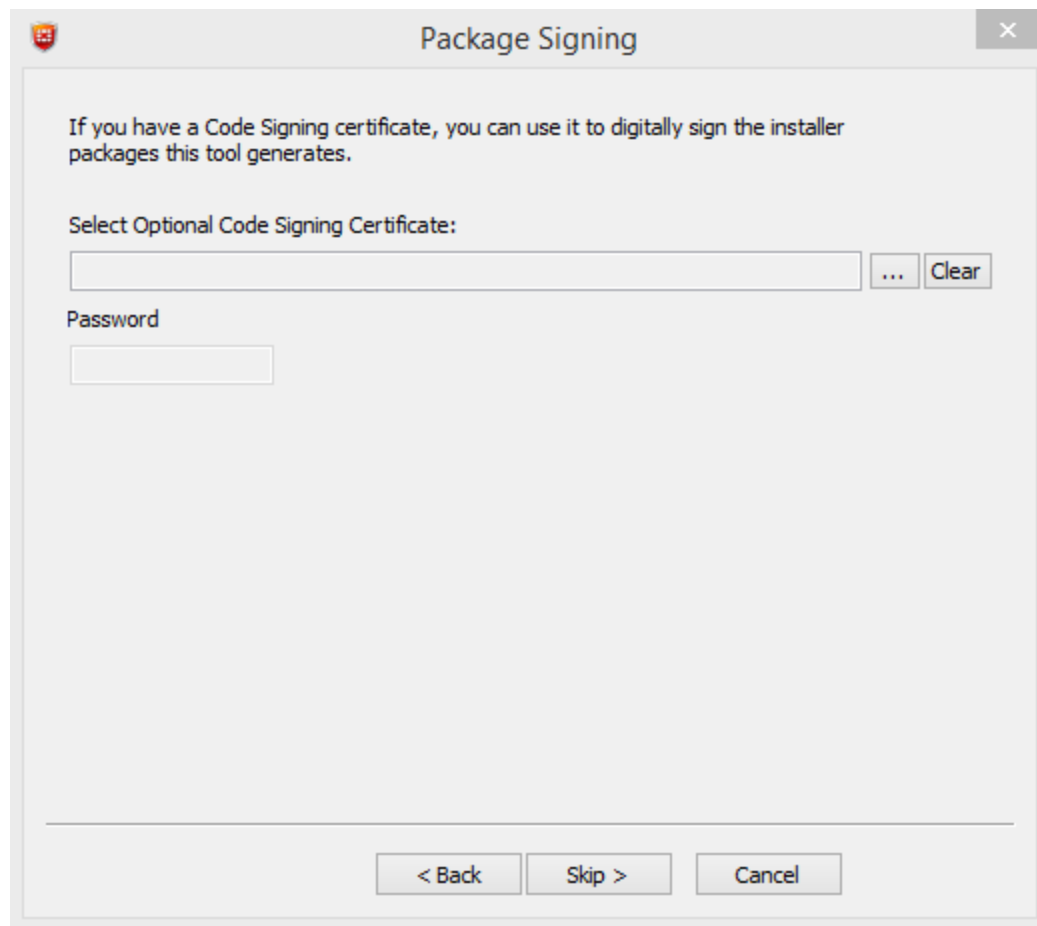 Package Signing
If you have a Code Signing certificate, you can use it to digitally sign the installer
packages this tool generates.
Select Optional Code Signing Certificate:
... Clear
Password
< Back Skip > Cancel